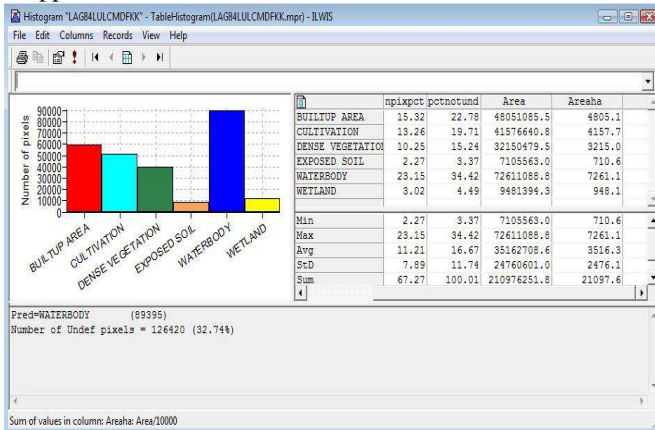 Histogram "LAG84LULCMDFKK" - TableHistogram(LAG84LULCMDFKK.mpr) - ILWIS
File Edit Columns Records View Help
90000
80000
70000
60000
50000
40000
30000
20000
10000
0
Number of pixels
BUILTUP AREA
CULTIVATION
DENSE VEGETATION
EXPOSED SOIL
WATERBODY
WETLAND
npixpct pctnotund Area Areaha
BUILTUP AREA 15.32 22.78 48051085.5 4805.1
CULTIVATION 13.26 19.71 41576640.8 4157.7
DENSE VEGETATION 10.25 15.24 32150479.5 3215.0
EXPOSED SOIL 2.27 3.37 7105563.0 710.6
WATERBODY 23.15 34.42 72611088.8 7261.1
WETLAND 3.02 4.49 9481394.3 948.1
Min 2.27 3.37 7105563.0 710.6
Max 23.15 34.42 72611088.8 7261.1
Avg 11.21 16.67 35162708.6 3516.3
StD 7.89 11.74 24760601.0 2476.1
Sum 67.27 100.01 210976251.8 21097.6
Pred=WATERBODY (89395)
Number of Undef pixels = 126420 (32.74%)
Sum of values in column: Areaha: Area/10000